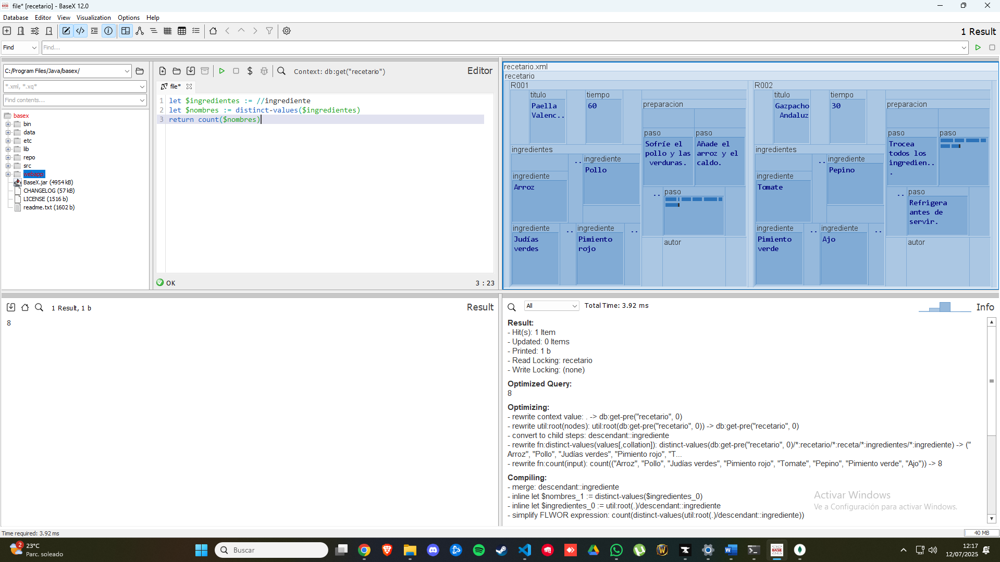 file* [recetario] - BaseX 12.0
Database Editor View Visualization Options Help
1 Result
Find
Find...
C:/Program Files/Java/basex/
*.xml, *.xq*
Find contents...
basex
bin
data
etc
lib
repo
src
webapp
BaseX.jar (4954 kB)
CHANGELOG (57 kB)
LICENSE (1516 b)
readme.txt (1602 b)
Context: db:get("recetario")
Editor
file*
1 let $ingredientes := //ingrediente
2 let $nombres := distinct-values($ingredientes)
3 return count($nombres)
OK
3 : 23
recetario.xml
recetario
R001
titulo
Paella
Valenc..
tiempo
60
preparacion
paso
Sofríe el
pollo y las
verduras.
paso
Añade el
arroz y el
caldo.
ingredientes
ingrediente
Arroz
..
ingrediente
Pollo
..
paso
ingrediente
Judías
verdes
..
ingrediente
Pimiento
rojo
..
autor
R002
titulo
Gazpacho
Andaluz
tiempo
30
preparacion
paso
Trocea
todos los
ingredien..
.
paso
ingredientes
ingrediente
Tomate
..
ingrediente
Pepino
..
paso
Refrigera
antes de
servir.
ingrediente
Pimiento
verde
..
ingrediente
Ajo
..
autor
1 Result, 1 b
Result
8
All
Total Time: 3.92 ms
Info
Result:
- Hit(s): 1 Item
- Updated: 0 Items
- Printed: 1 b
- Read Locking: recetario
- Write Locking: (none)
Optimized Query:
8
Optimizing:
- rewrite context value: . -> db:get-pre("recetario", 0)
- rewrite util:root(nodes): util:root(db:get-pre("recetario", 0)) -> db:get-pre("recetario", 0)
- convert to child steps: descendant::ingrediente
- rewrite fn:distinct-values(values[,collation]): distinct-values(db:get-pre("recetario", 0)/*:recetario/*:receta/*:ingredientes/*:ingrediente) -> ("
Arroz", "Pollo", "Judías verdes", "Pimiento rojo", "T...
- rewrite fn:count(input): count(("Arroz", "Pollo", "Judías verdes", "Pimiento rojo", "Tomate", "Pepino", "Pimiento verde", "Ajo")) -> 8
Compiling:
- merge: descendant::ingrediente
- inline let $nombres_1 := distinct-values($ingredientes_0)
- inline let $ingredientes_0 := util:root(.)/descendant::ingrediente
- simplify FLWOR expression: count(distinct-values(util:root(.)/descendant::ingrediente))
Activar Windows
Ve a Configuración para activar Windows.
Time required: 3.92 ms
40 MB
2
23°C
Parc. soleado
Buscar
BASE
12:17
12/07/2025